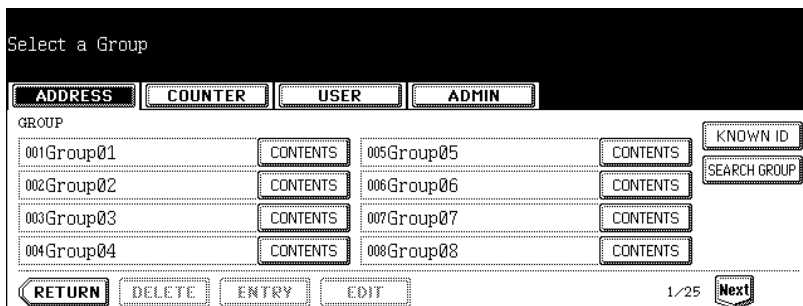 Select a Group
ADDRESS COUNTER USER ADMIN
GROUP
001Group01 CONTENTS 005Group05 CONTENTS KNOWN ID
002Group02 CONTENTS 006Group06 CONTENTS SEARCH GROUP
003Group03 CONTENTS 007Group07 CONTENTS
004Group04 CONTENTS 008Group08 CONTENTS
RETURN DELETE ENTRY EDIT 1/25 Next